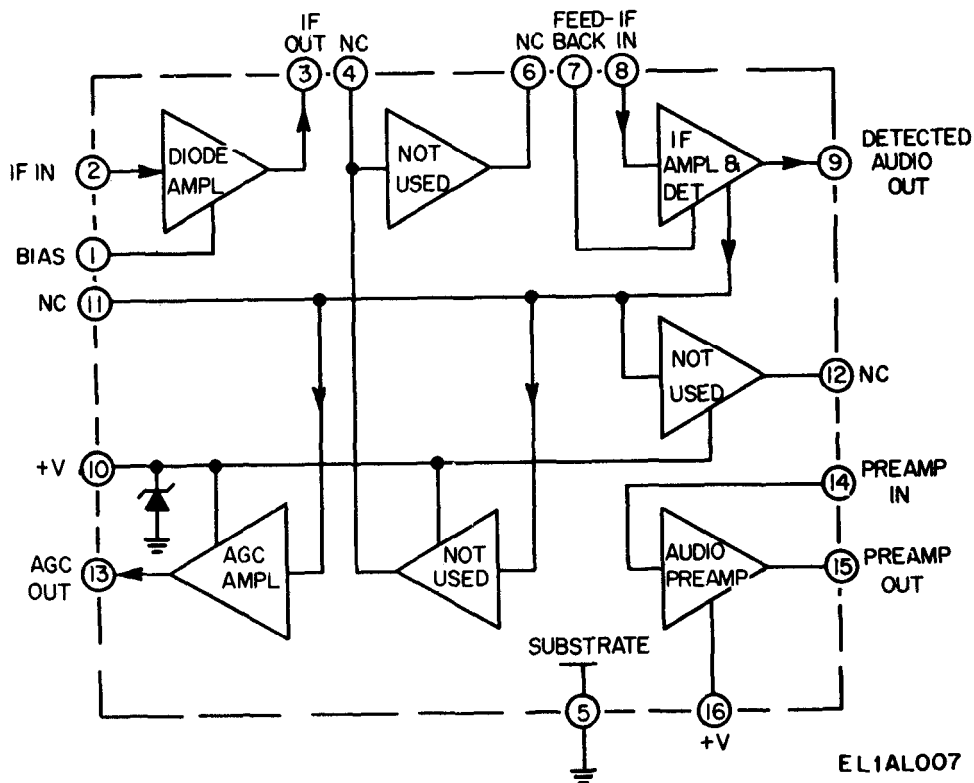 IF
OUT
NC
NC
FEED-
BACK
IF
IN
3
4
6
7
8
IF IN
2
DIODE
AMPL
NOT
USED
IF
AMPL &
DET
9
DETECTED
AUDIO
OUT
BIAS
1
NC
11
NOT
USED
12
NC
+V
10
14
PREAMP
IN
AGC
OUT
13
AGC
AMPL
NOT
USED
AUDIO
PREAMP
15
PREAMP
OUT
SUBSTRATE
5
16
+V
EL1AL007